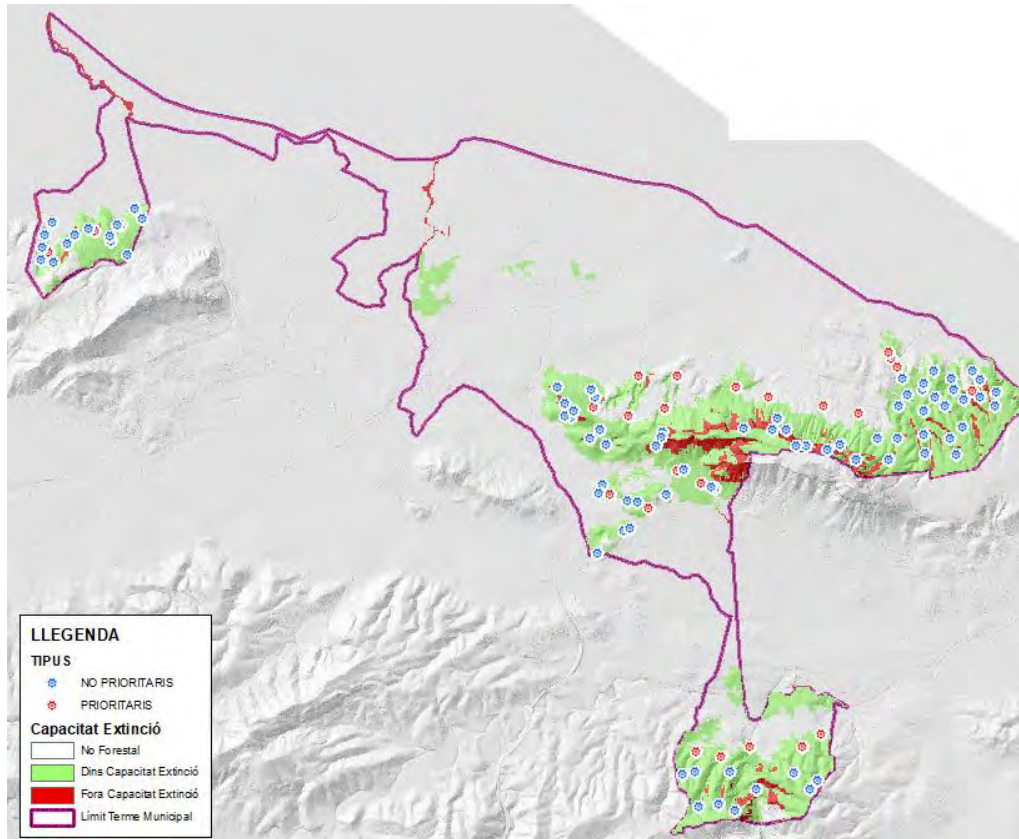 LLEGENDA
TIPUS
NO PRIORITARIS
PRIORITARIS
Capacitat Extinció
No Forestal
Dins Capacitat Extinció
Fora Capacitat Extinció
Límit Terme Municipal